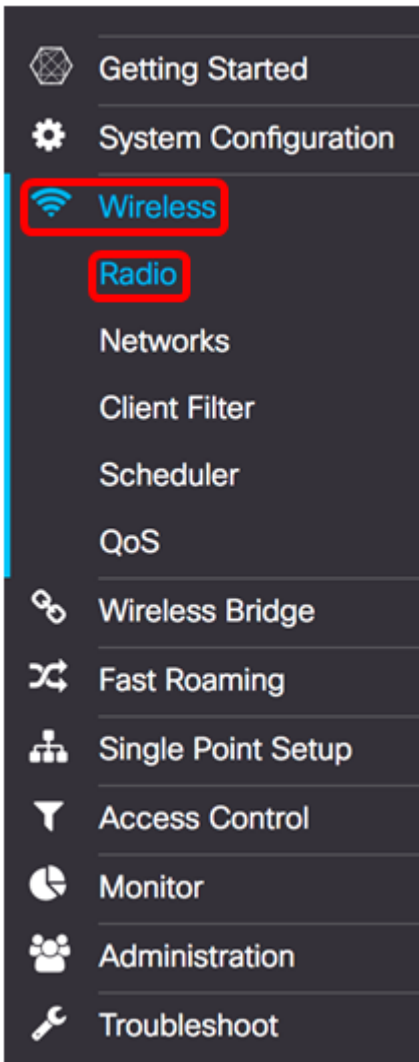 Getting Started
System Configuration
Wireless
Radio
Networks
Client Filter
Scheduler
QoS
Wireless Bridge
Fast Roaming
Single Point Setup
Access Control
Monitor
Administration
Troubleshoot